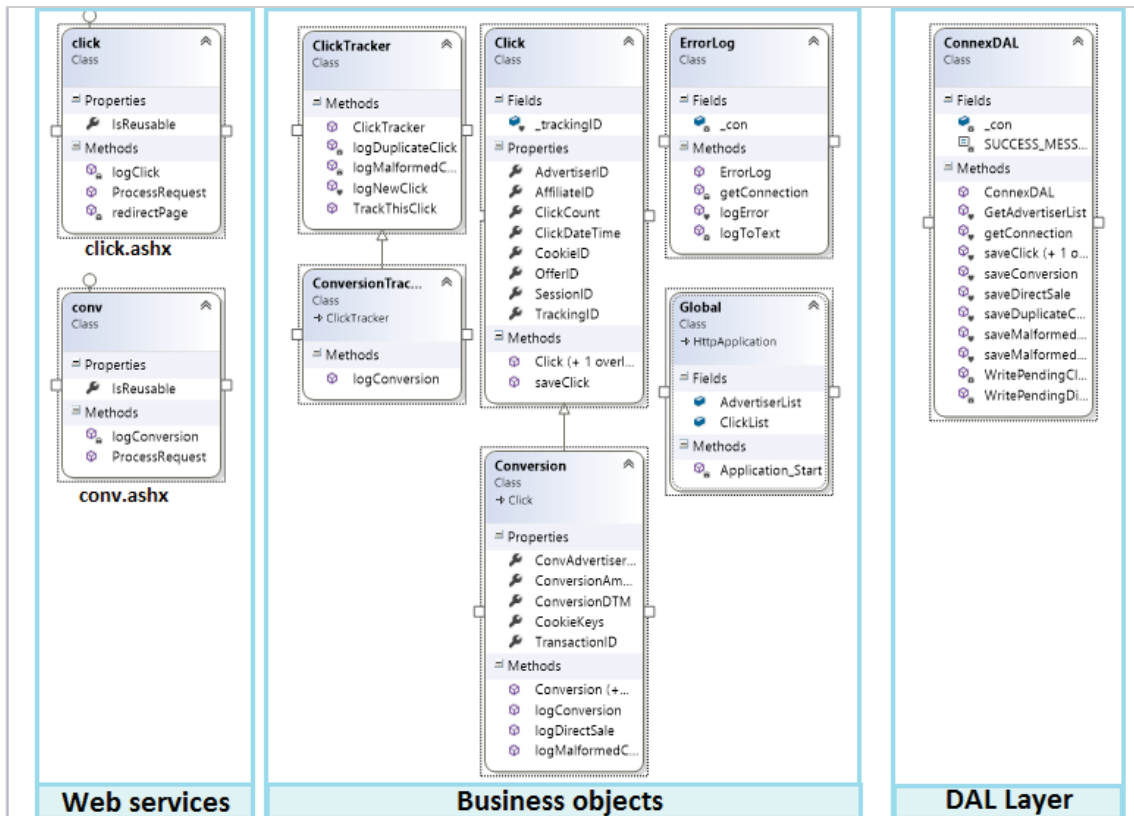 click
Class
Properties
IsReusable
Methods
logClick
ProcessRequest
redirectPage
click.ashx
conv
Class
Properties
IsReusable
Methods
logConversion
ProcessRequest
conv.ashx
Web services
ClickTracker
Class
Methods
ClickTracker
logDuplicateClick
logMalformedC...
logNewClick
TrackThisClick
ConversionTrac...
Class
ClickTracker
Methods
logConversion
Click
Class
Fields
_trackingID
Properties
AdvertiserID
AffiliateID
ClickCount
ClickDateTime
CookieID
OfferID
SessionID
TrackingID
Methods
Click (+ 1 overl...
saveClick
Conversion
Class
Click
Properties
ConvAdvertiser...
ConversionAm...
ConversionDTM
CookieKeys
TransactionID
Methods
Conversion (+...
logConversion
logDirectSale
logMalformedC...
ErrorLog
Class
Fields
_con
Methods
ErrorLog
getConnection
logError
logToText
Global
Class
HttpApplication
Fields
AdvertiserList
ClickList
Methods
Application_Start
Business objects
ConnexDAL
Class
Fields
_con
SUCCESS_MESS...
Methods
ConnexDAL
GetAdvertiserList
getConnection
saveClick (+ 1 o...
saveConversion
saveDirectSale
saveDuplicateC...
saveMalformed...
saveMalformed...
WritePendingCl...
WritePendingDi...
DAL Layer